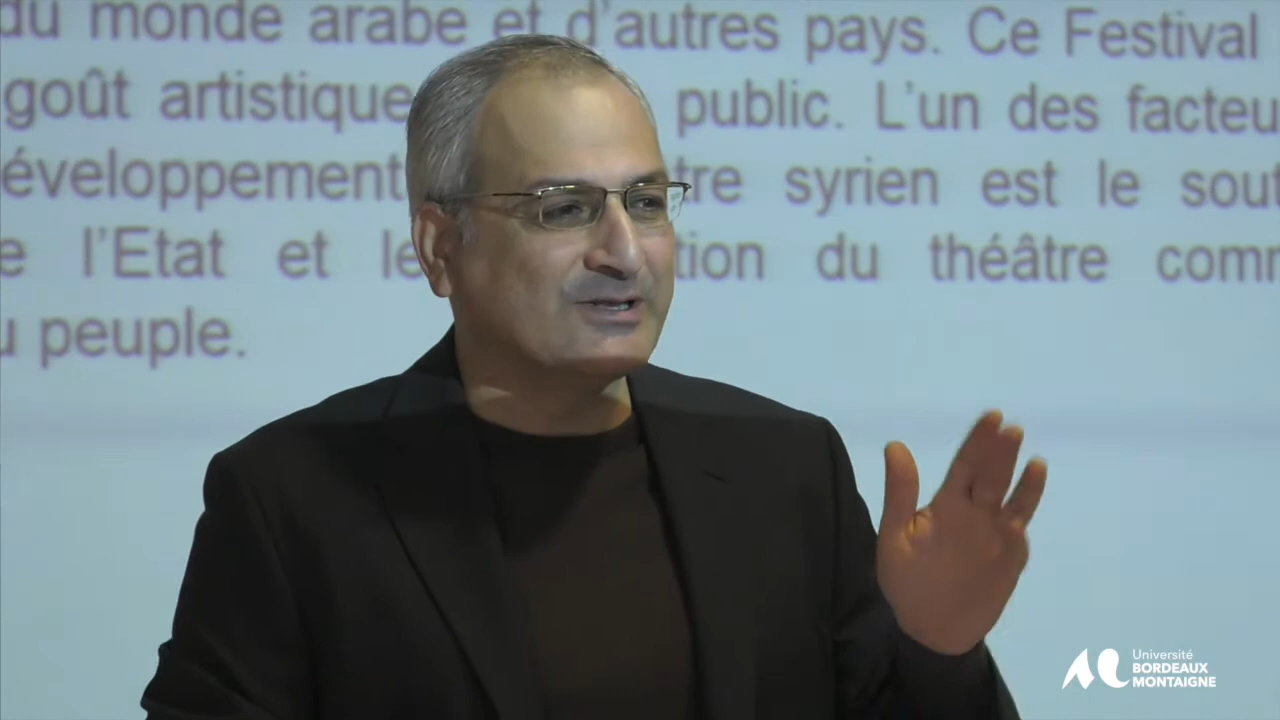 du monde arabe et d'autres pays. Ce Festival
goût artistique public. L'un des facteu
éveloppement tre syrien est le sout
e l'Etat et le tion du théâtre comm
u peuple.
Université
BORDEAUX
MONTAIGNE